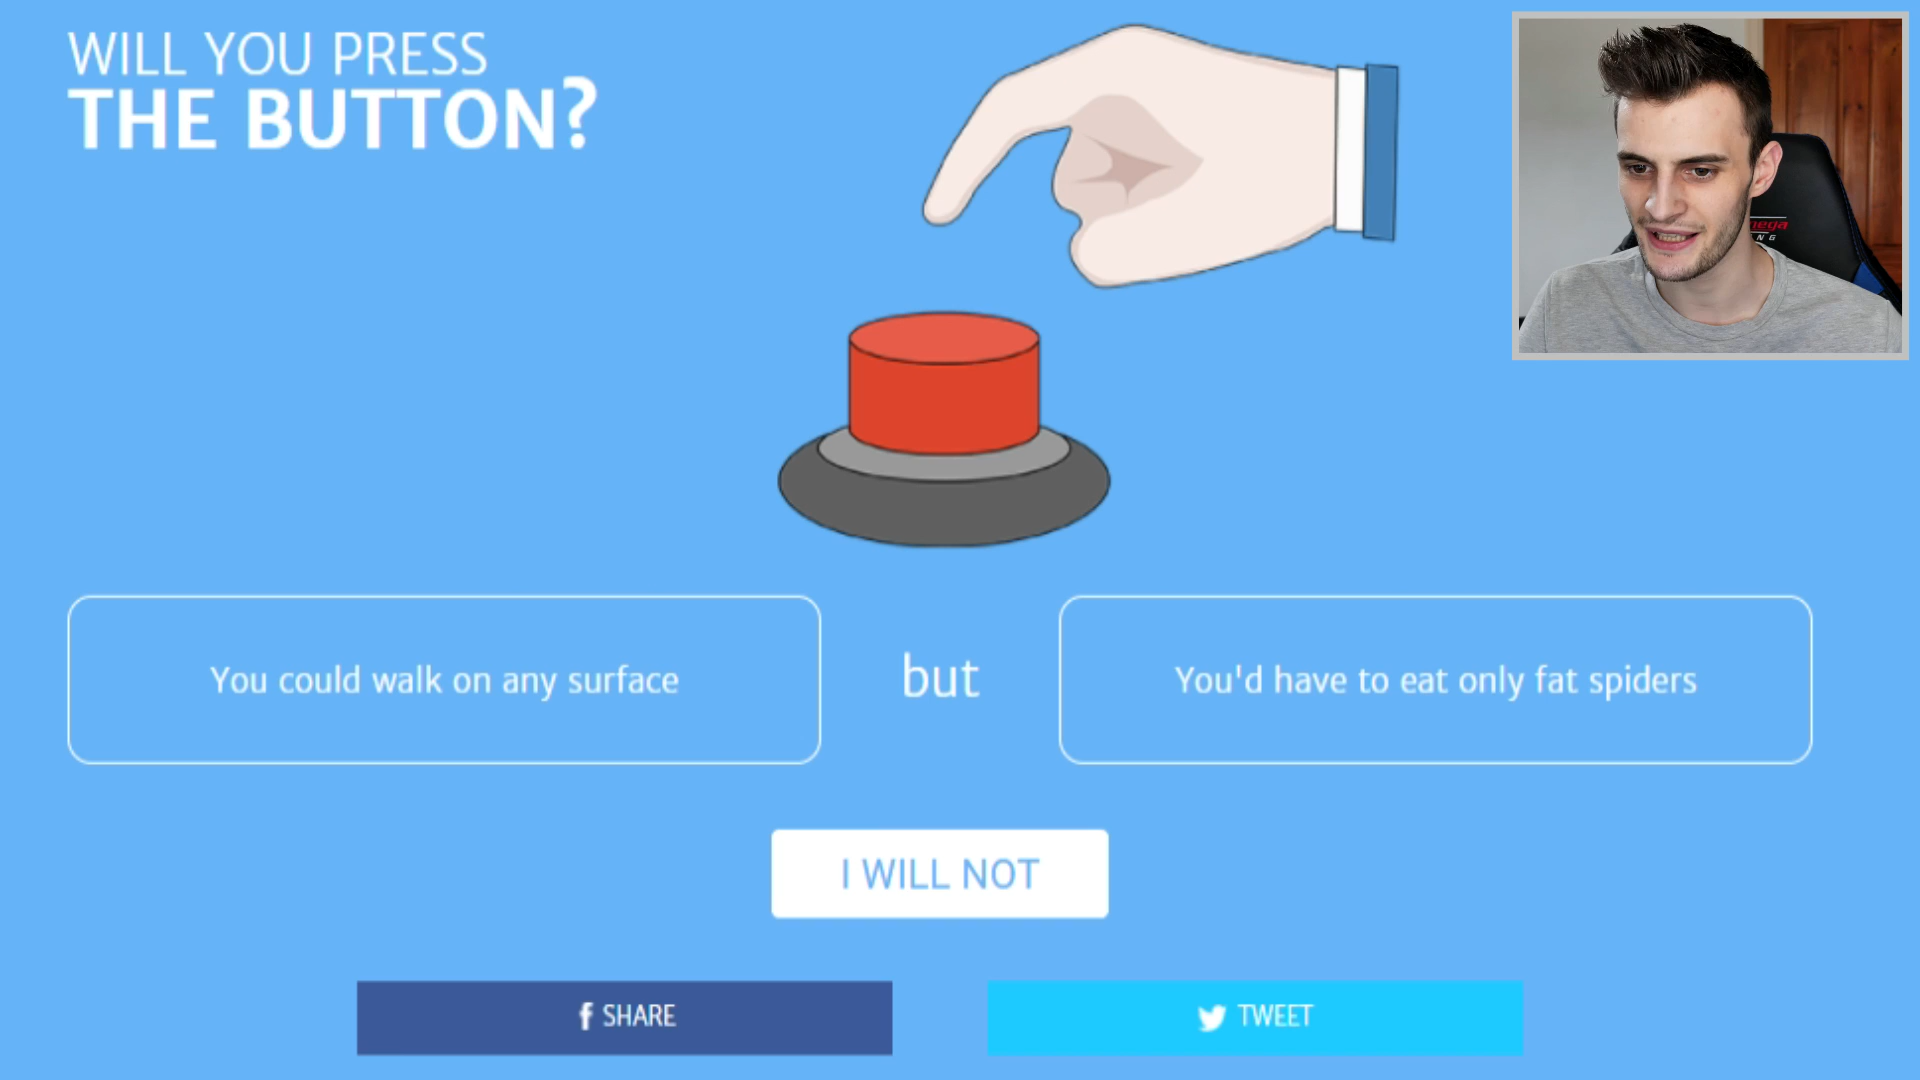 WILL YOU PRESS
THE BUTTON?
You could walk on any surface
but
You'd have to eat only fat spiders
I WILL NOT
f SHARE
TWEET